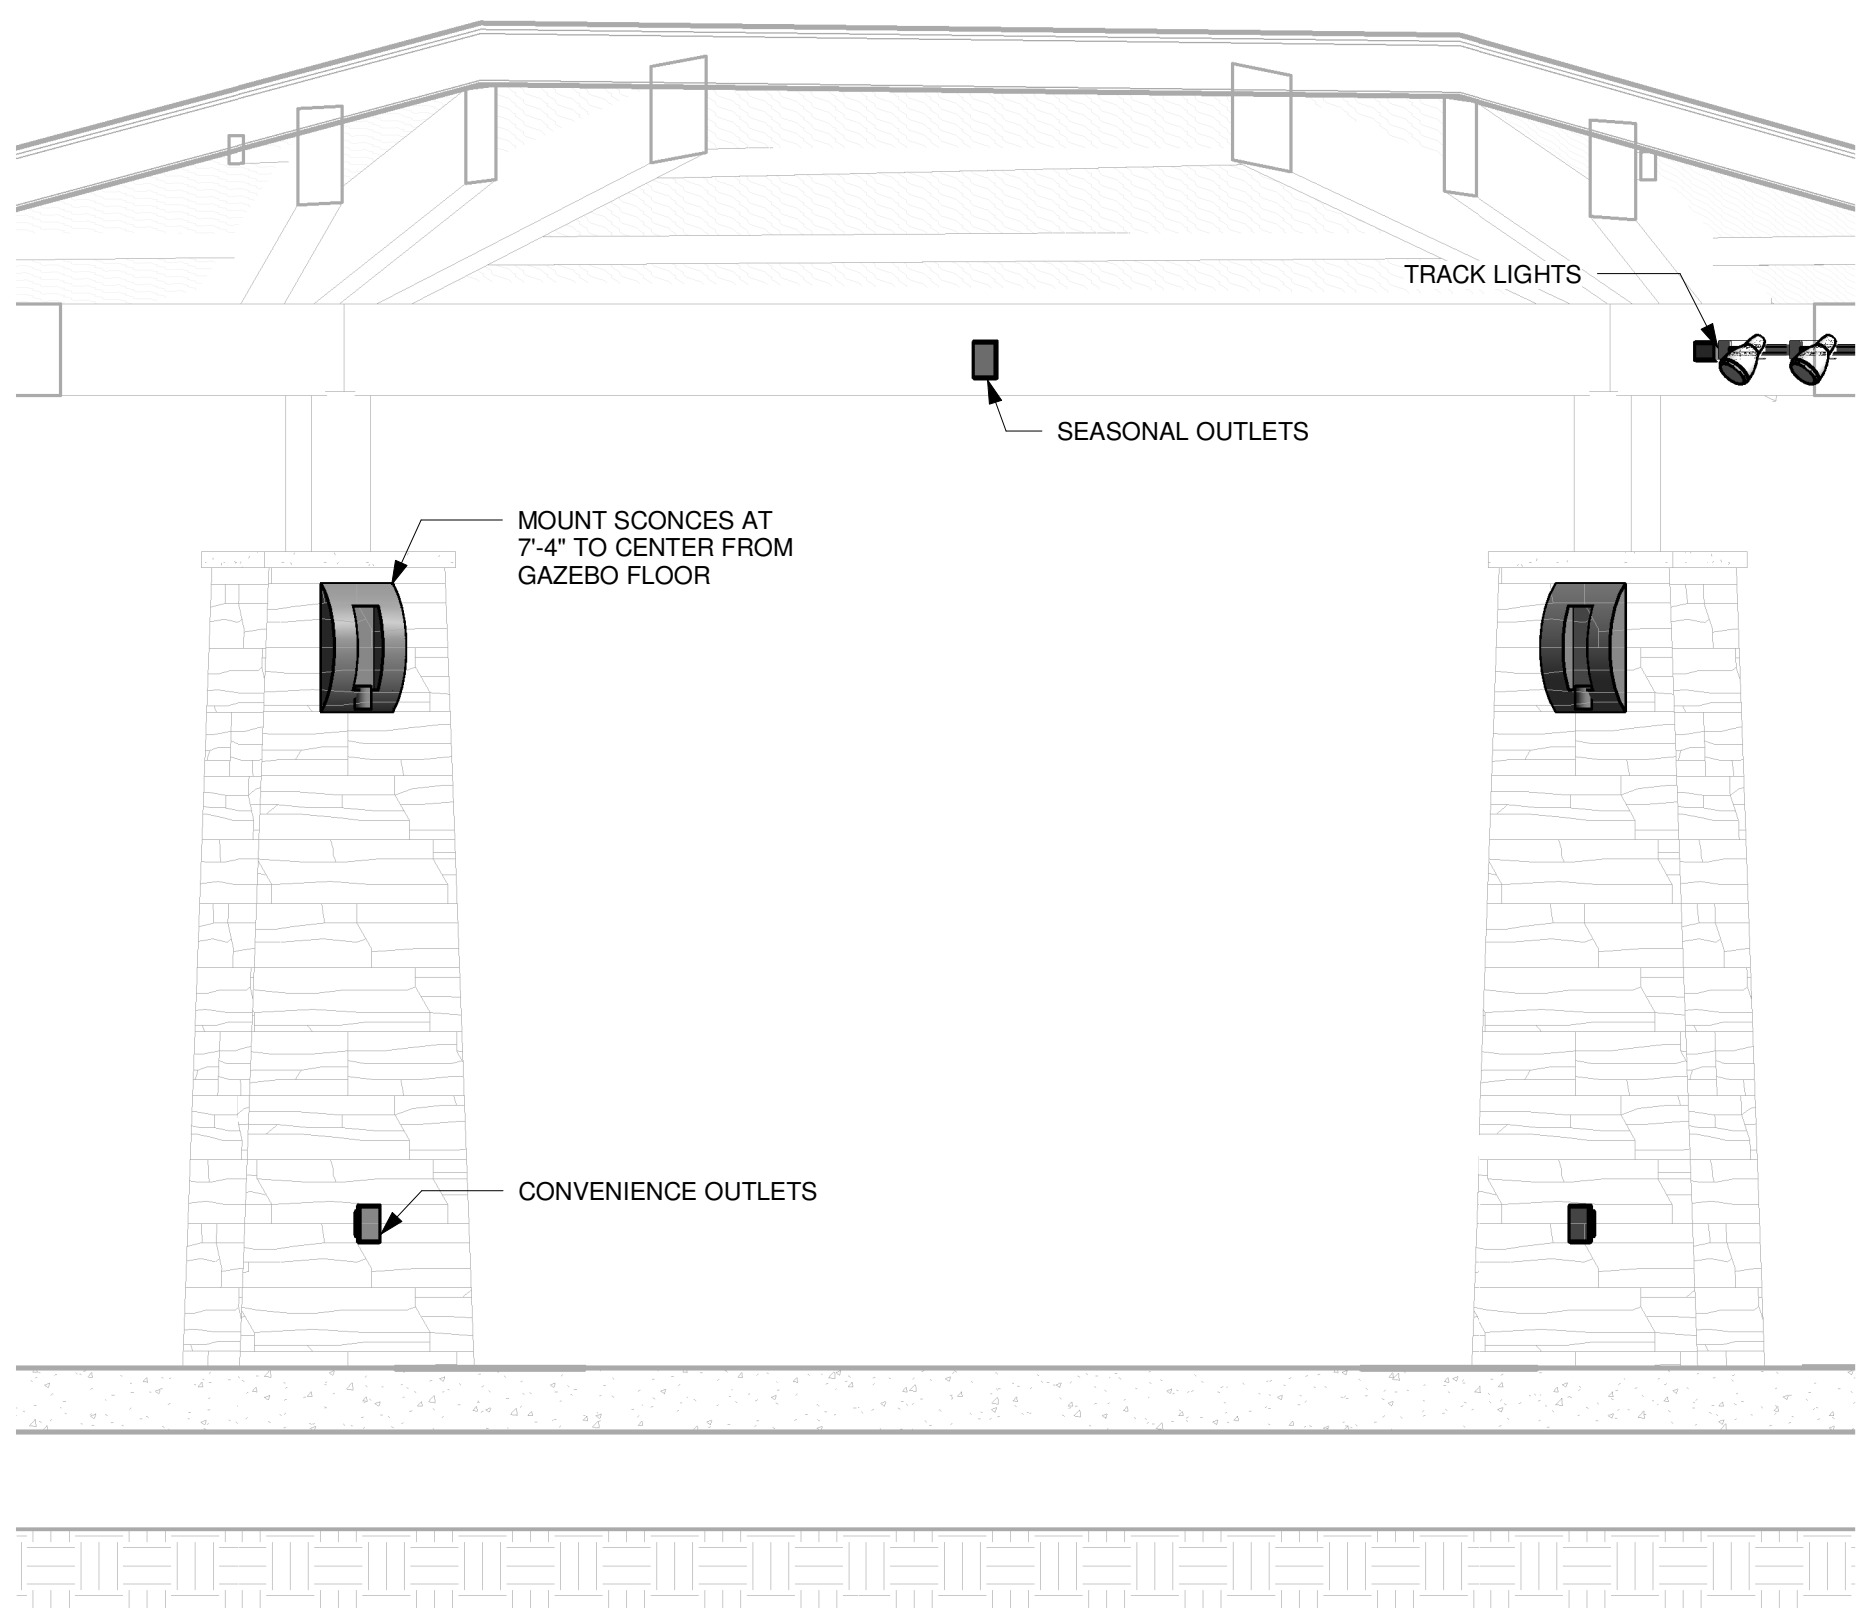 TRACK LIGHTS
SEASONAL OUTLETS
MOUNT SCONCES AT
7'-4" TO CENTER FROM
GAZEBO FLOOR
CONVENIENCE OUTLETS